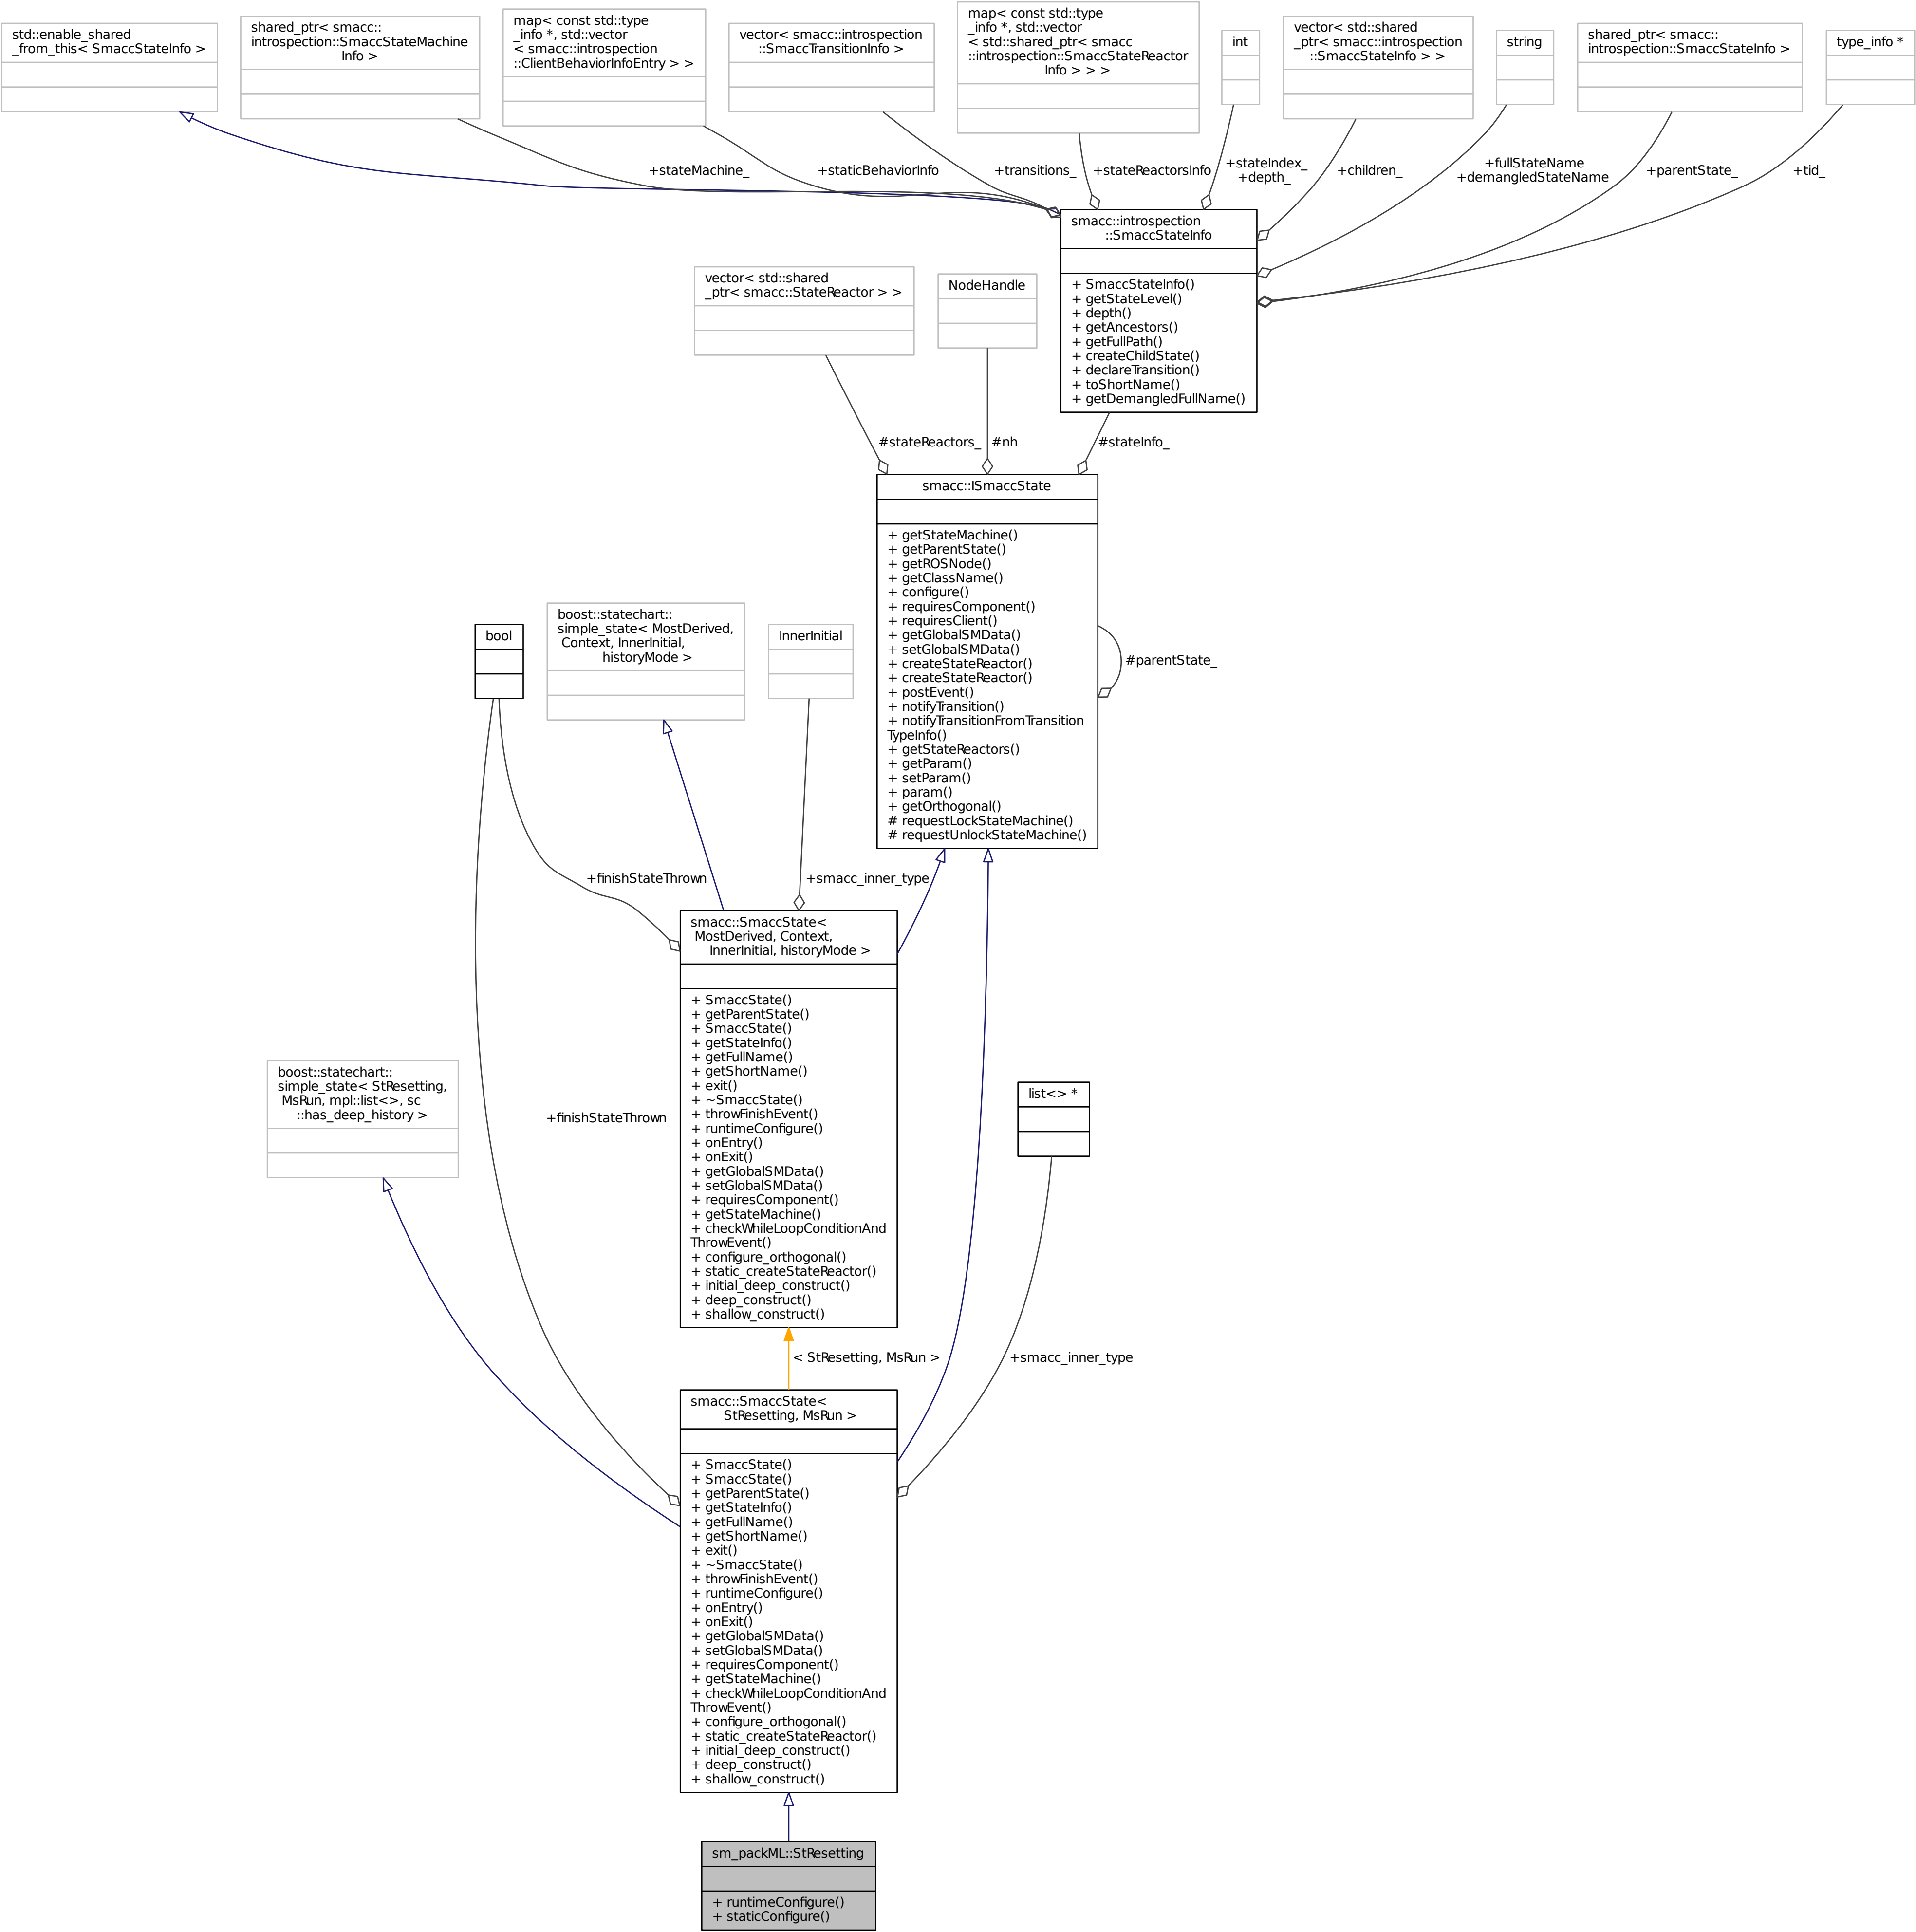 std::enable_shared
_from_this< SmaccStateInfo >
shared_ptr< smacc::
introspection::SmaccStateMachine
Info >
map< const std::type
_info *, std::vector
< smacc::introspection
::ClientBehaviorInfoEntry > >
vector< smacc::introspection
::SmaccTransitionInfo >
map< const std::type
_info *, std::vector
< std::shared_ptr< smacc
::introspection::SmaccStateReactor
Info > > >
int
vector< std::shared
_ptr< smacc::introspection
::SmaccStateInfo > >
string
shared_ptr< smacc::
introspection::SmaccStateInfo >
type_info *
+stateMachine_
+staticBehaviorInfo
+transitions_
+stateReactorsInfo
+stateIndex_
+depth_
+children_
+fullStateName
+demangledStateName
+parentState_
+tid_
smacc::introspection
::SmaccStateInfo
+ SmaccStateInfo()
+ getStateLevel()
+ depth()
+ getAncestors()
+ getFullPath()
+ createChildState()
+ declareTransition()
+ toShortName()
+ getDemangledFullName()
vector< std::shared
_ptr< smacc::StateReactor > >
NodeHandle
#stateReactors_
#nh
#stateInfo_
smacc::ISmaccState
+ getStateMachine()
+ getParentState()
+ getROSNode()
+ getClassName()
+ configure()
+ requiresComponent()
+ requiresClient()
+ getGlobalSMData()
+ setGlobalSMData()
+ createStateReactor()
+ createStateReactor()
+ postEvent()
+ notifyTransition()
+ notifyTransitionFromTransition
TypeInfo()
+ getStateReactors()
+ getParam()
+ setParam()
+ param()
+ getOrthogonal()
# requestLockStateMachine()
# requestUnlockStateMachine()
#parentState_
bool
boost::statechart::
simple_state< MostDerived,
Context, InnerInitial,
historyMode >
InnerInitial
+finishStateThrown
+smacc_inner_type
smacc::SmaccState<
MostDerived, Context,
InnerInitial, historyMode >
+ SmaccState()
+ getParentState()
+ SmaccState()
+ getStateInfo()
+ getFullName()
+ getShortName()
+ exit()
+ ~SmaccState()
+ throwFinishEvent()
+ runtimeConfigure()
+ onEntry()
+ onExit()
+ getGlobalSMData()
+ setGlobalSMData()
+ requiresComponent()
+ getStateMachine()
+ checkWhileLoopConditionAnd
ThrowEvent()
+ configure_orthogonal()
+ static_createStateReactor()
+ initial_deep_construct()
+ deep_construct()
+ shallow_construct()
boost::statechart::
simple_state< StResetting,
MsRun, mpl::list<>, sc
::has_deep_history >
+finishStateThrown
list<> *
< StResetting, MsRun >
+smacc_inner_type
smacc::SmaccState<
StResetting, MsRun >
+ SmaccState()
+ SmaccState()
+ getParentState()
+ getStateInfo()
+ getFullName()
+ getShortName()
+ exit()
+ ~SmaccState()
+ throwFinishEvent()
+ runtimeConfigure()
+ onEntry()
+ onExit()
+ getGlobalSMData()
+ setGlobalSMData()
+ requiresComponent()
+ getStateMachine()
+ checkWhileLoopConditionAnd
ThrowEvent()
+ configure_orthogonal()
+ static_createStateReactor()
+ initial_deep_construct()
+ deep_construct()
+ shallow_construct()
sm_packML::StResetting
+ runtimeConfigure()
+ staticConfigure()